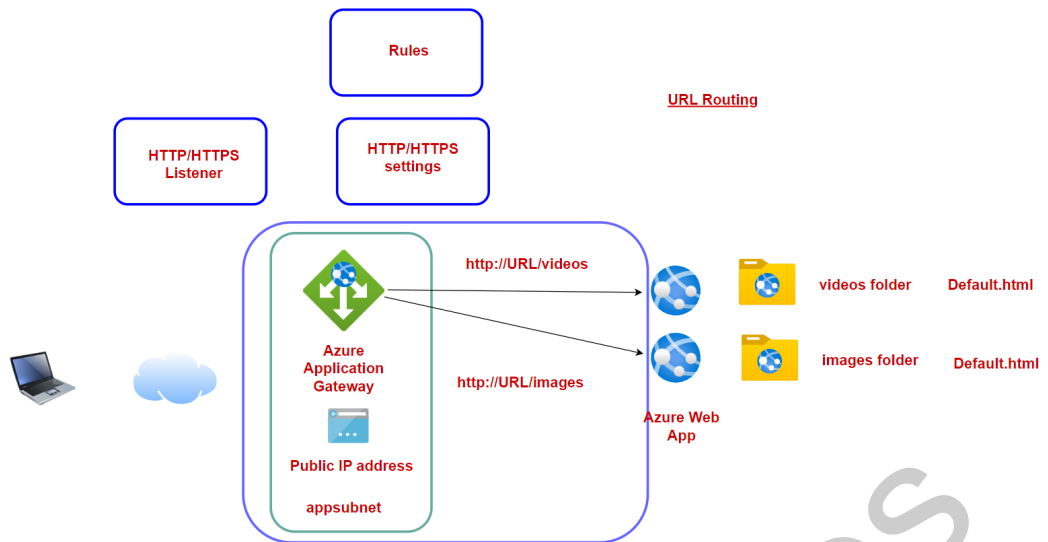 Rules
URL Routing
HTTP/HTTPS
Listener
HTTP/HTTPS
settings
http://URL/videos
videos folder
Default.html
Azure
Application
Gateway
http://URL/images
images folder
Default.html
Azure Web
App
Public IP address
appsubnet